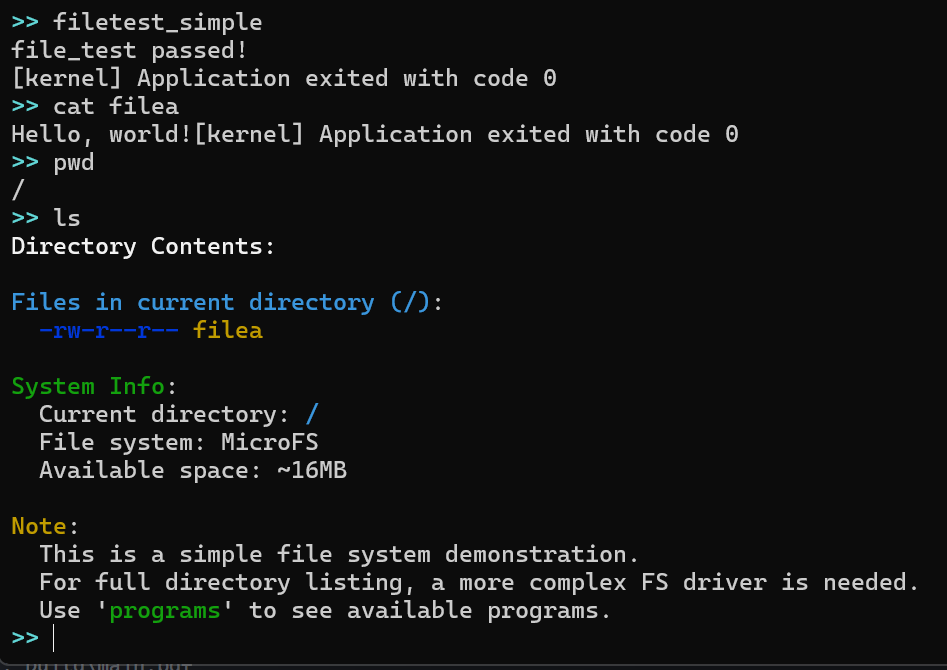 >> filetest_simple
file_test passed!
[kernel] Application exited with code 0
>> cat filea
Hello, world![kernel] Application exited with code 0
>> pwd
/
>> ls
Directory Contents:
Files in current directory (/):
-rw-r--r-- filea
System Info:
Current directory: /
File system: MicroFS
Available space: ~16MB
Note:
This is a simple file system demonstration.
For full directory listing, a more complex FS driver is needed.
Use 'programs' to see available programs.
>>